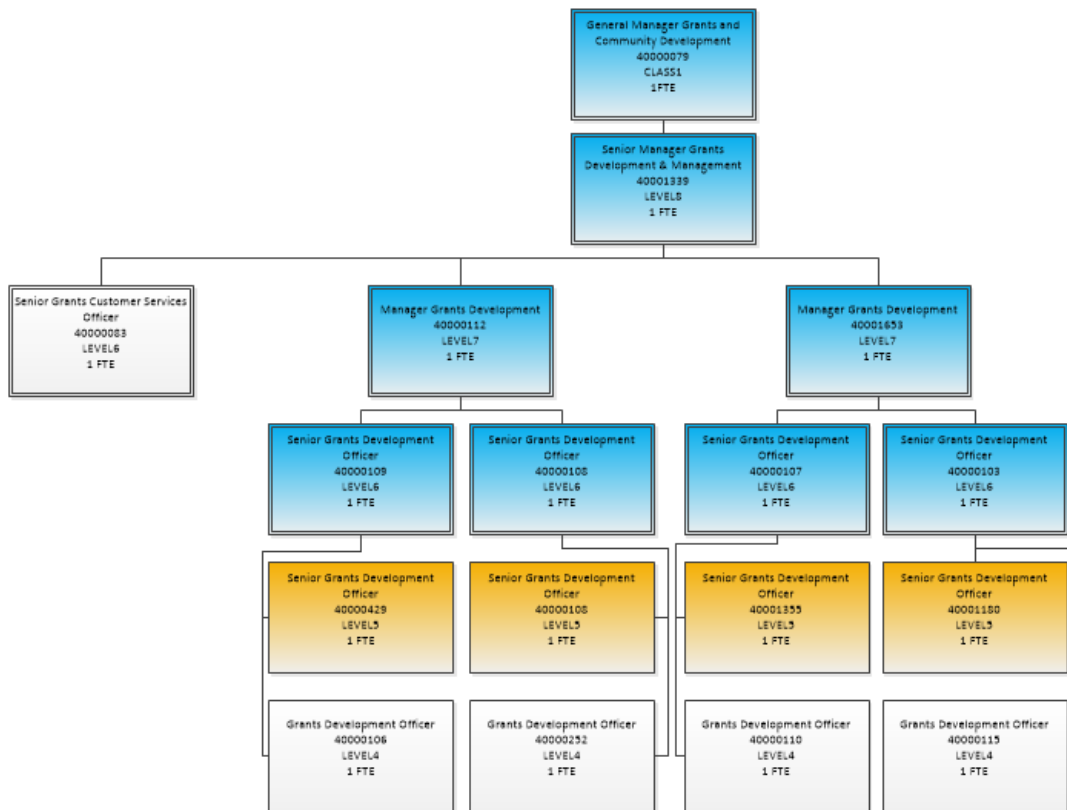 General Manager Grants and
Community Development
40000079
CLASS1
1FTE
Senior Manager Grants
Development & Management
40001339
LEVEL8
1 FTE
Senior Grants Customer Services
Officer
40000083
LEVEL6
1 FTE
Manager Grants Development
40000112
LEVEL7
1 FTE
Manager Grants Development
40001653
LEVEL7
1 FTE
Senior Grants Development
Officer
40000109
LEVEL6
1 FTE
Senior Grants Development
Officer
40000108
LEVEL6
1 FTE
Senior Grants Development
Officer
40000107
LEVEL6
1 FTE
Senior Grants Development
Officer
40000103
LEVEL6
1 FTE
Senior Grants Development
Officer
40000429
LEVEL5
1 FTE
Senior Grants Development
Officer
40000108
LEVEL5
1 FTE
Senior Grants Development
Officer
40001355
LEVEL5
1 FTE
Senior Grants Development
Officer
40001180
LEVEL5
1 FTE
Grants Development Officer
40000106
LEVEL4
1 FTE
Grants Development Officer
40000252
LEVEL4
1 FTE
Grants Development Officer
40000110
LEVEL4
1 FTE
Grants Development Officer
40000115
LEVEL4
1 FTE